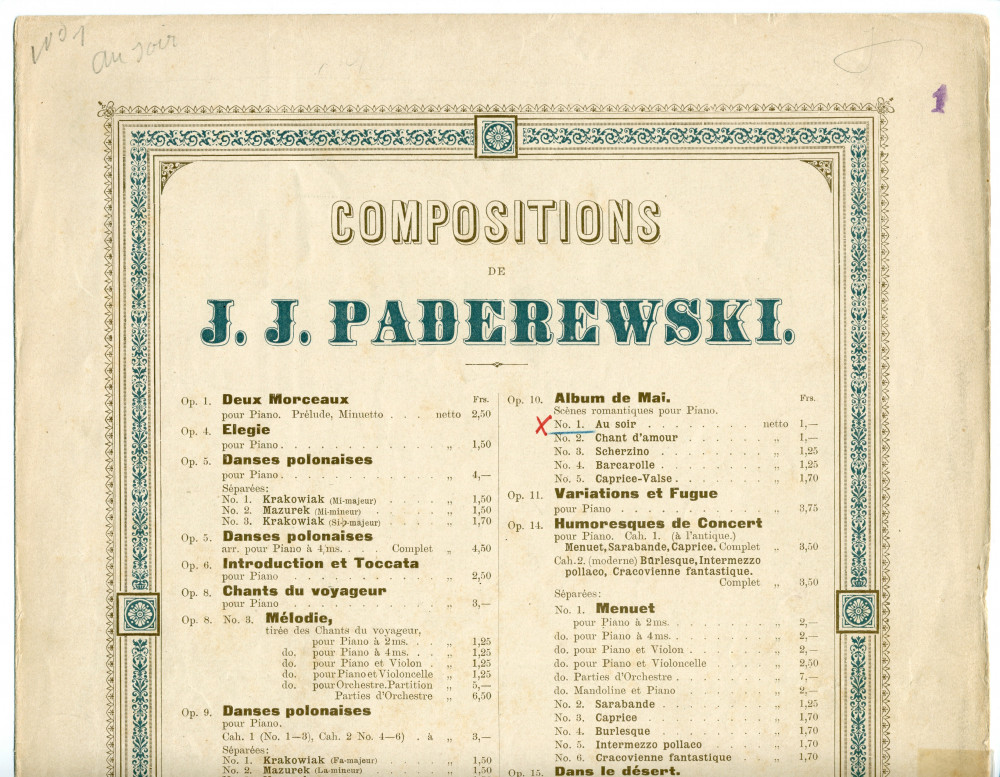 No 1
au soir
1
COMPOSITIONS
DE
J. J. PADEREWSKI.
Frs.
Op. 1. Deux Morceaux
pour Piano. Prélude, Minuetto . . . netto 2,50
Op. 4. Elegie
pour Piano . . . . . . . . . . . „ 1,50
Op. 5. Danses polonaises
pour Piano . . . . . . . . . . . „ 4,—
Séparées:
No. 1. Krakowiak (Mi-majeur) . . . . „ 1,50
No. 2. Mazurek (Mi-mineur) . . . . „ 1,50
No. 3. Krakowiak (Si-♭-majeur) . . . „ 1,70
Op. 5. Danses polonaises
arr. pour Piano à 4/ms. . . . Complet „ 4,50
Op. 6. Introduction et Toccata
pour Piano . . . . . . . . . . . „ 2,50
Op. 8. Chants du voyageur
pour Piano . . . . . . . . . . . „ 3,—
Op. 8. No. 3. Mélodie,
tirée des Chants du voyageur,
pour Piano à 2 ms. . . „ 1,25
do. pour Piano à 4 ms. . . „ 1,25
do. pour Piano et Violon . „ 1,25
do. pour Piano et Violoncelle „ 1,25
do. pour Orchestre. Partition „ 5,—
Parties d'Orchestre „ 6,50
Op. 9. Danses polonaises
pour Piano.
Cah. 1 (No. 1—3), Cah. 2 No. 4—6) . à „ 3,—
Séparées:
No. 1. Krakowiak (Fa-majeur) . . . . „ 1,50
No. 2. Mazurek (La-mineur) . . . . „ 1,50
Frs.
Op. 10. Album de Mai.
Scènes romantiques pour Piano.
No. 1. Au soir . . . . . . . . netto 1,—
No. 2. Chant d'amour . . . . . . „ 1,—
No. 3. Scherzino . . . . . . . . „ 1,25
No. 4. Barcarolle . . . . . . . . „ 1,25
No. 5. Caprice-Valse . . . . . . . „ 1,70
Op. 11. Variations et Fugue
pour Piano . . . . . . . . . . . „ 3,75
Op. 14. Humoresques de Concert
pour Piano. Cah. 1. (à l'antique.)
Menuet, Sarabande, Caprice. Complet „ 3,50
Cah. 2. (moderne) Bürlesque, Intermezzo
pollaco, Cracovienne fantastique.
Complet „ 3,50
Séparées:
No. 1. Menuet
pour Piano à 2 ms. . . . . . . . „ 2,—
do. pour Piano à 4 ms. . . . . . . . „ 2,—
do. pour Piano et Violon . . . . . . „ 2,—
do. pour Piano et Violoncelle . . . . „ 2,50
do. Parties d'Orchestre . . . . . . . „ 7,—
do. Mandoline et Piano . . . . . . „ 2,—
No. 2. Sarabande . . . . . . . . „ 1,25
No. 3. Caprice . . . . . . . . . „ 1,70
No. 4. Burlesque . . . . . . . . „ 1,70
No. 5. Intermezzo pollaco . . . . . „ 1,70
No. 6. Cracovienne fantastique . . . „ 1,70
Op. 15. Dans le désert.